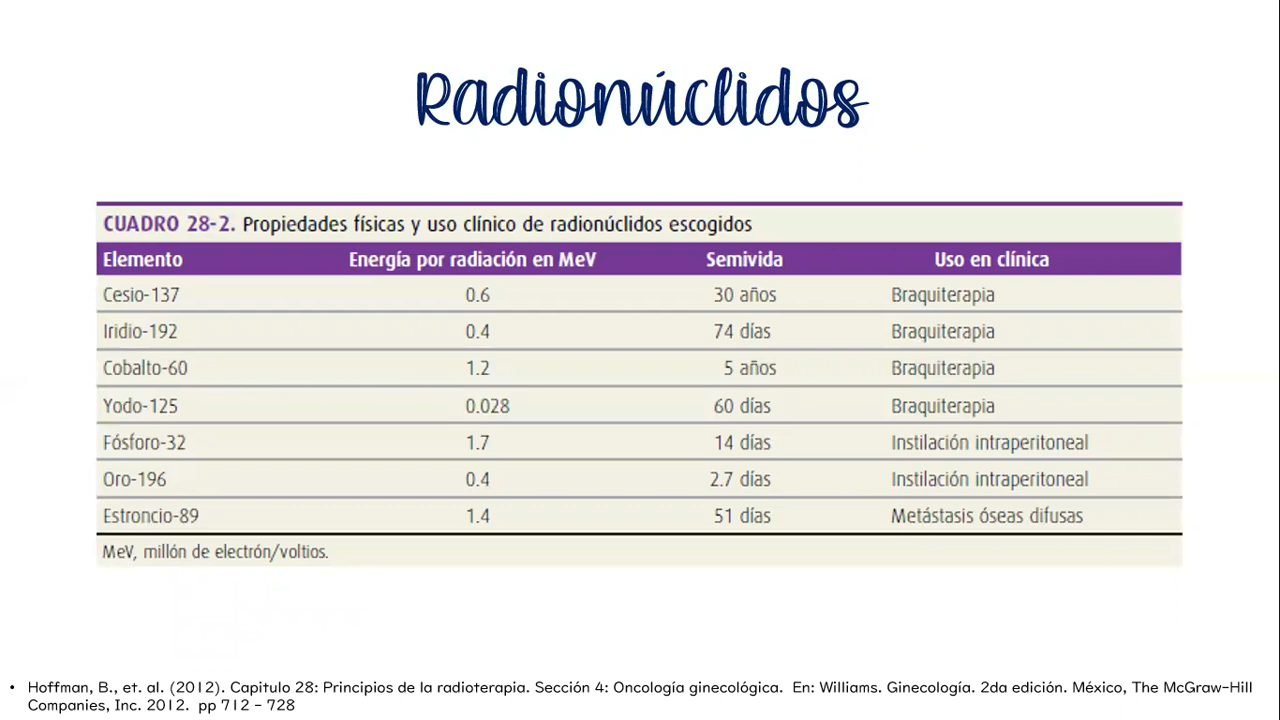 Radionúclidos
CUADRO 28-2. Propiedades físicas y uso clínico de radionúclidos escogidos
Elemento Energía por radiación en MeV Semivida Uso en clínica
Cesio-137 0.6 30 años Braquiterapia
Iridio-192 0.4 74 días Braquiterapia
Cobalto-60 1.2 5 años Braquiterapia
Yodo-125 0.028 60 días Braquiterapia
Fósforo-32 1.7 14 días Instilación intraperitoneal
Oro-196 0.4 2.7 días Instilación intraperitoneal
Estroncio-89 1.4 51 días Metástasis óseas difusas
MeV, millón de electrón/voltios.
• Hoffman, B., et. al. (2012). Capitulo 28: Principios de la radioterapia. Sección 4: Oncología ginecológica. En: Williams. Ginecología. 2da edición. México, The McGraw-Hill
Companies, Inc. 2012. pp 712 - 728